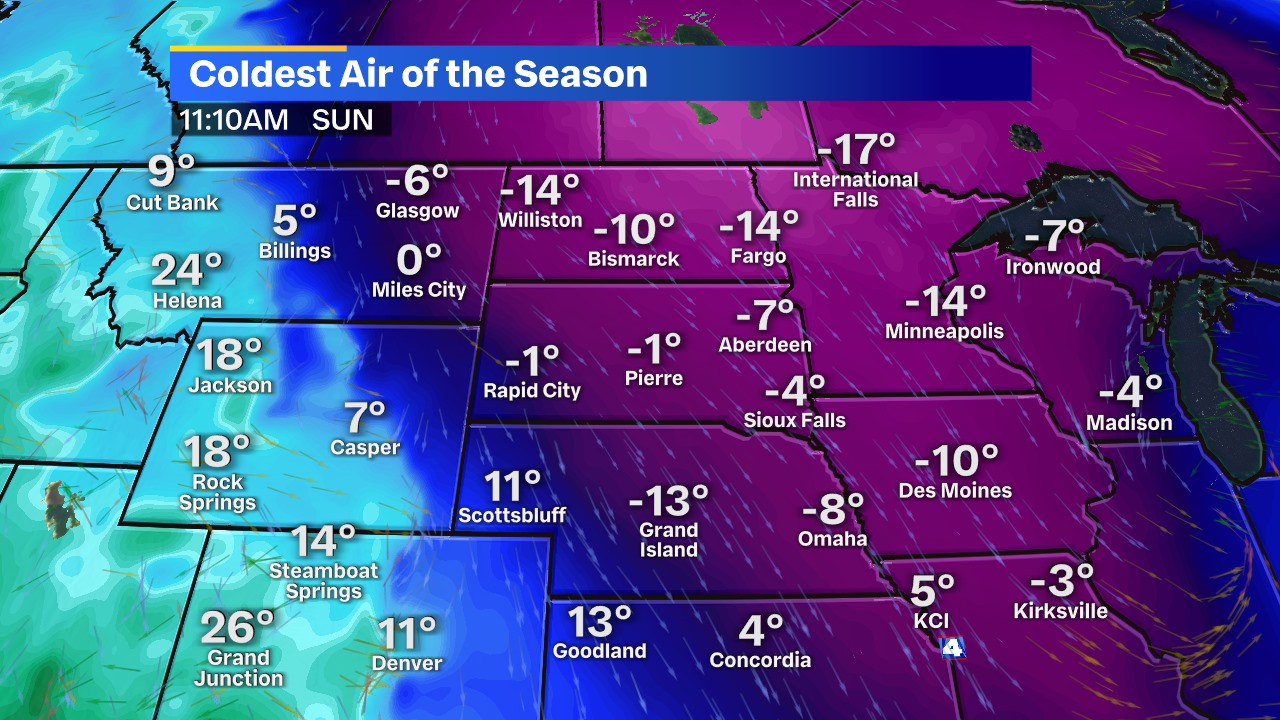 Coldest Air of the Season
11:10AM SUN
9°
Cut Bank
5°
Billings
-6°
Glasgow
-14°
Williston
-10°
Bismarck
-14°
Fargo
-17°
International
Falls
-7°
Ironwood
24°
Helena
0°
Miles City
-14°
Minneapolis
18°
Jackson
-1°
Rapid City
-1°
Pierre
-7°
Aberdeen
-4°
Sioux Falls
-4°
Madison
7°
Casper
18°
Rock
Springs
11°
Scottsbluff
-13°
Grand
Island
-8°
Omaha
-10°
Des Moines
14°
Steamboat
Springs
26°
Grand
Junction
11°
Denver
13°
Goodland
4°
Concordia
5°
KCI
4
-3°
Kirksville